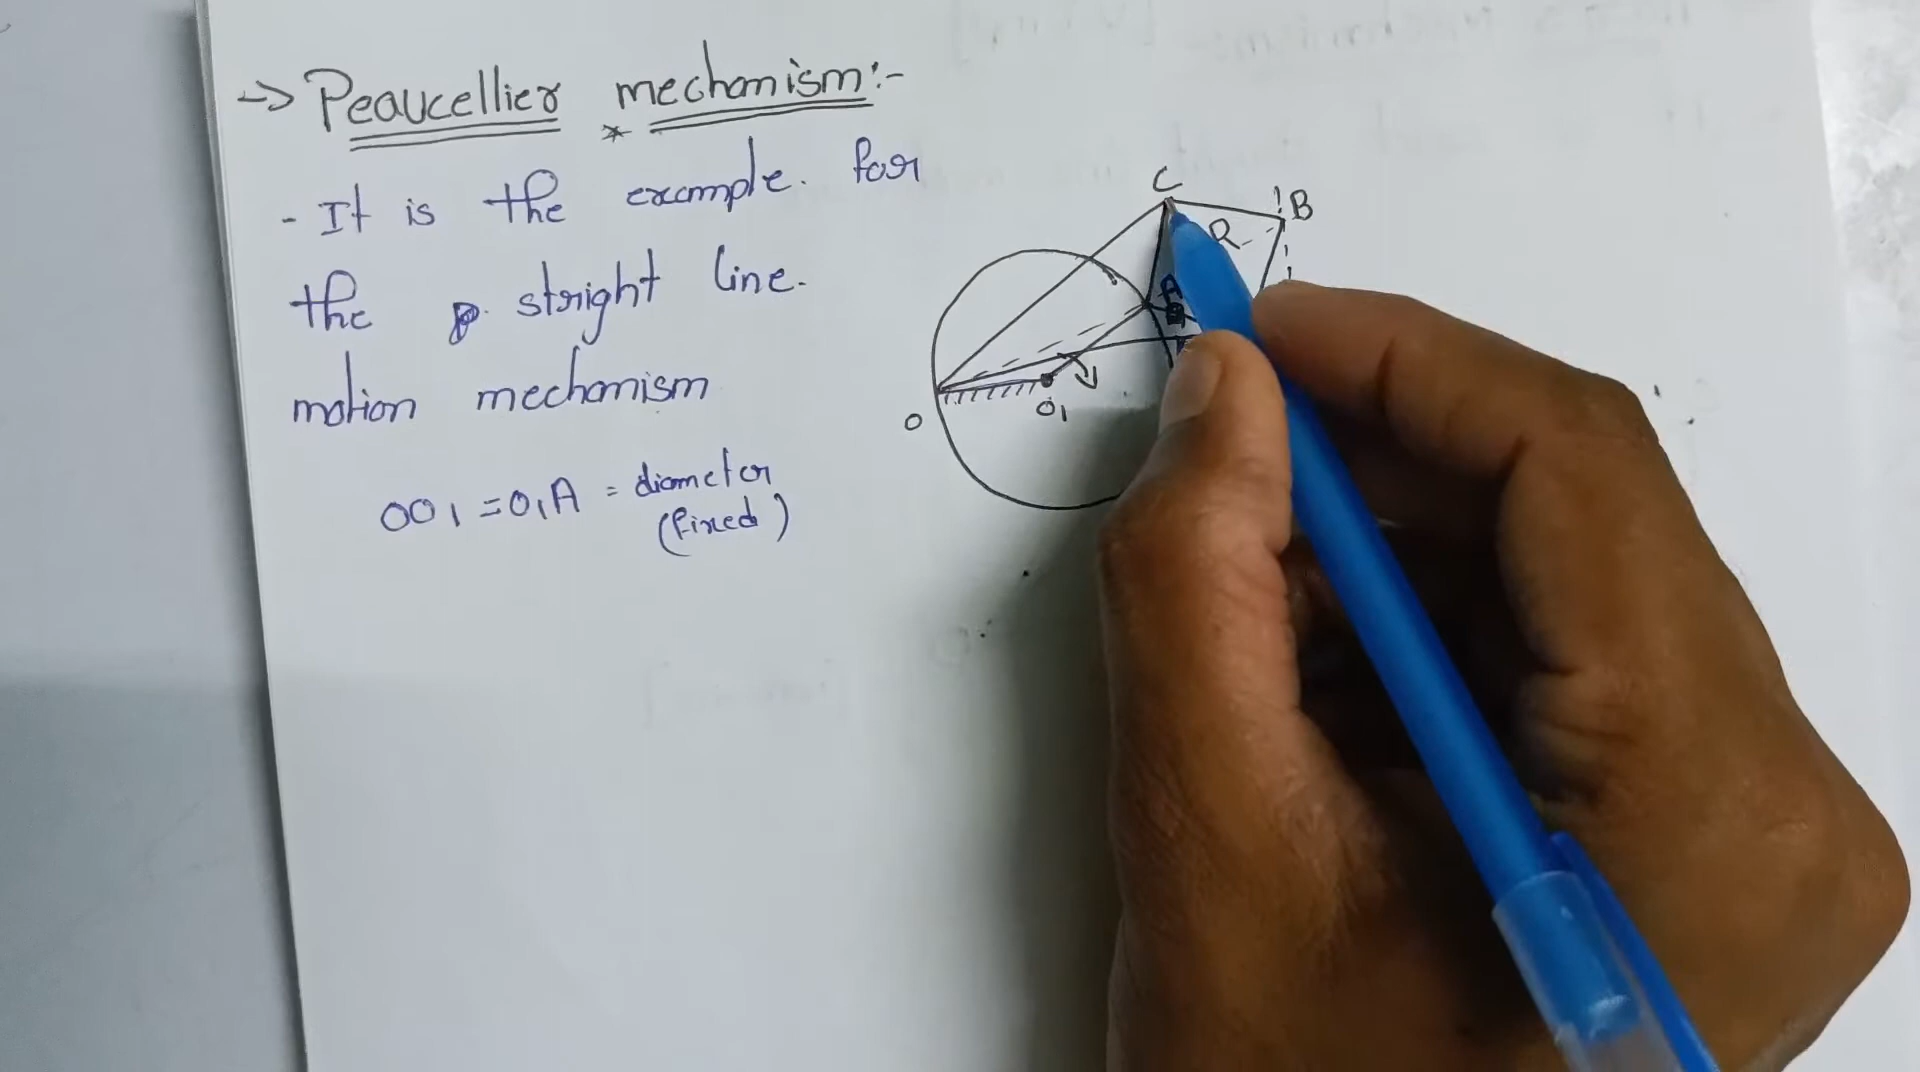 -> Peaucellier mechanism:-
- It is the example. for
the stright line.
motion mechanism
OO1 = O1A = diameter
(fixed)
C
B
R
A
O
O1